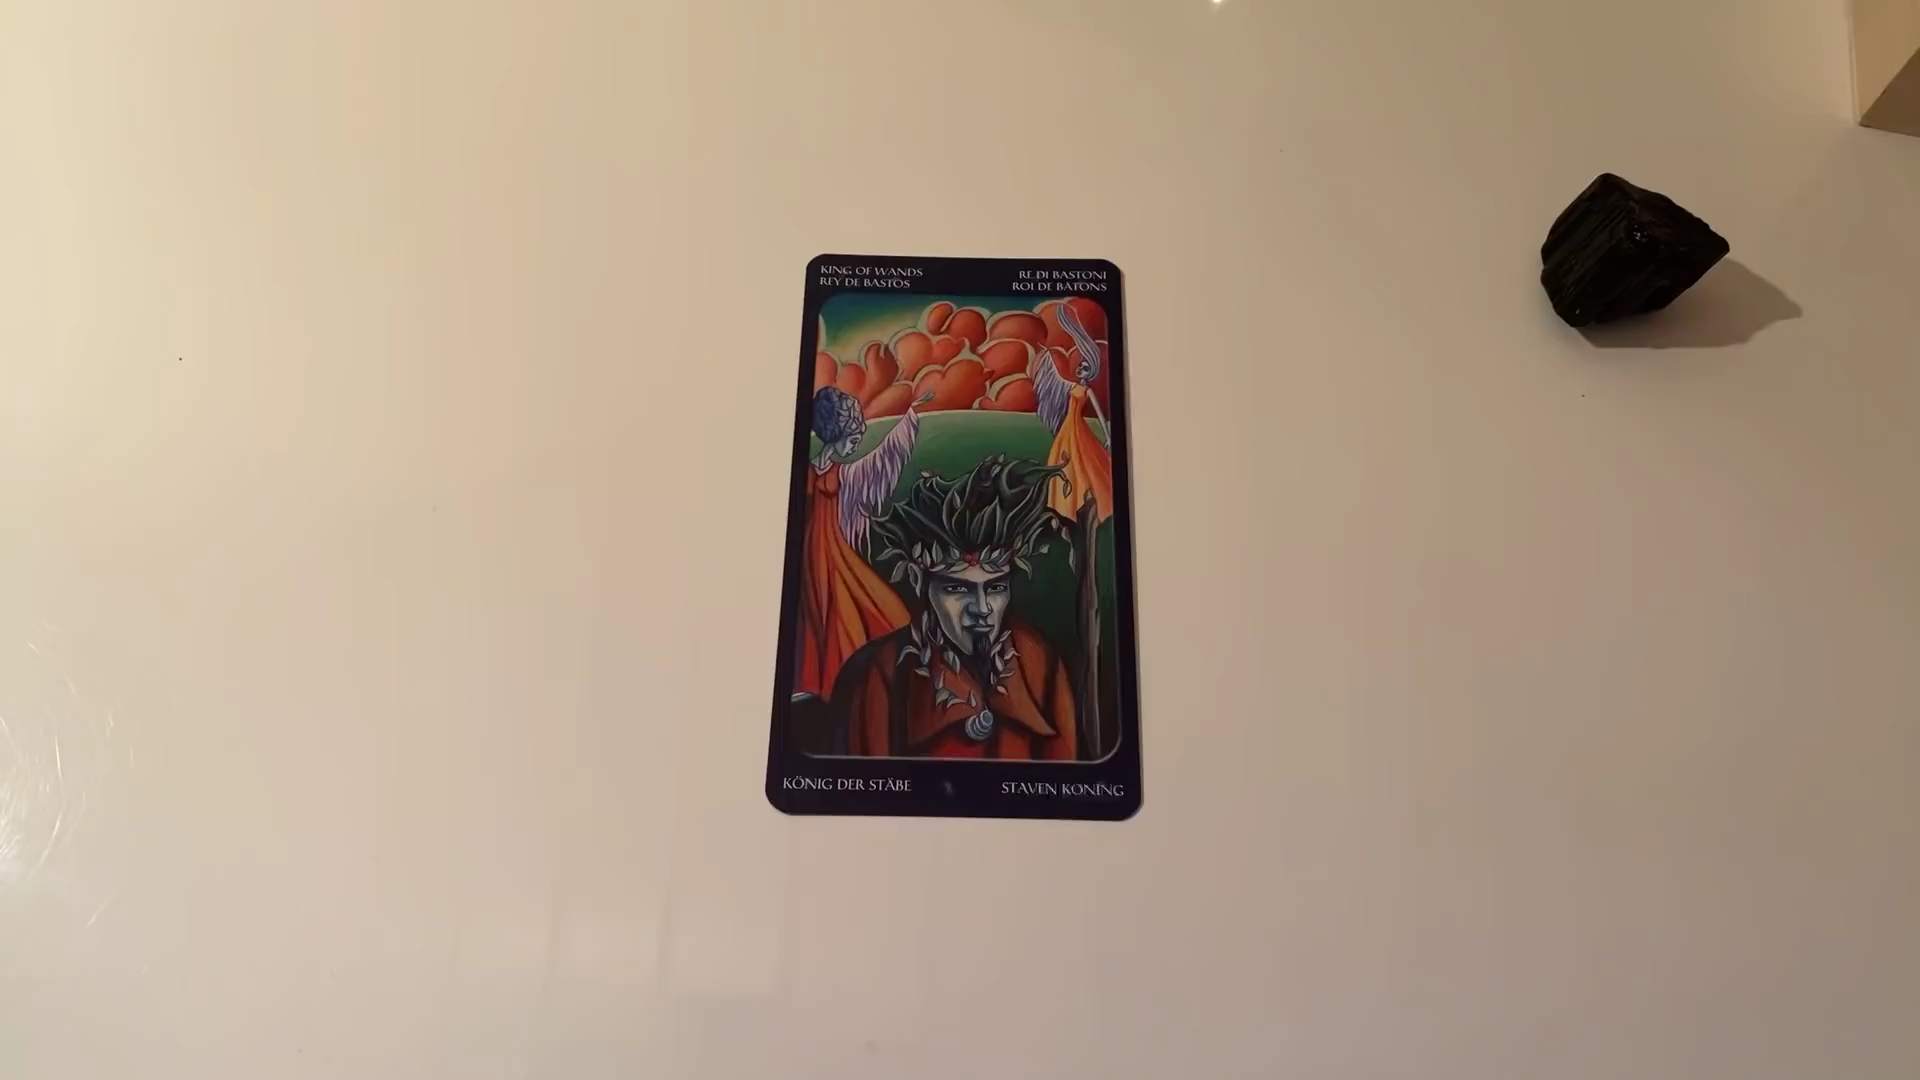 KING OF WANDS
REY DE BASTOS
RE DI BASTONI
ROI DE BÂTONS
KÖNIG DER STÄBE
STAVEN KONING